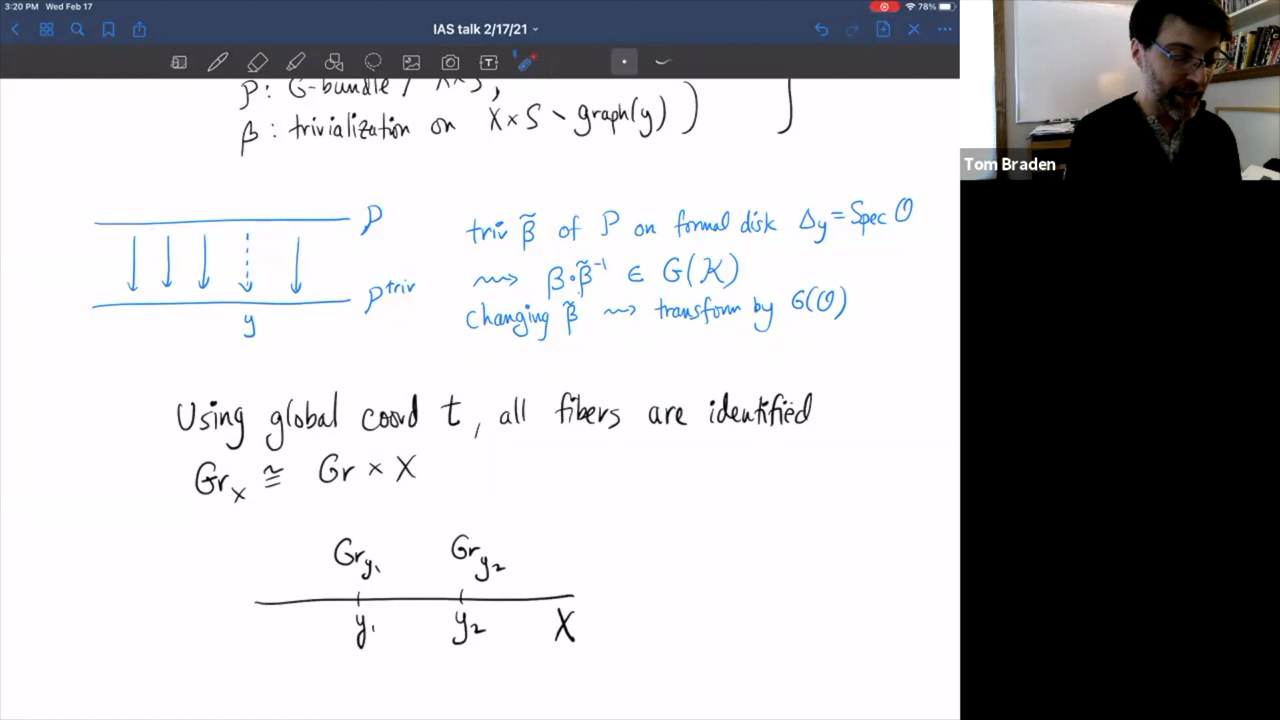 3:20 PM Wed Feb 17
78%
IAS talk 2/17/21
P: G-bundle / X×S,
β: trivialization on X×S ∖ graph(y) )
P
P triv
y
triv β̃ of P on formal disk Δy = Spec O
⇝ β∘β̃⁻¹ ∈ G(K)
changing β̃ ⇝ transform by G(O)
Using global coord t, all fibers are identified
Gr_X ≅ Gr × X
Gr_y₁ Gr_y₂
y₁ y₂ X
Tom Braden